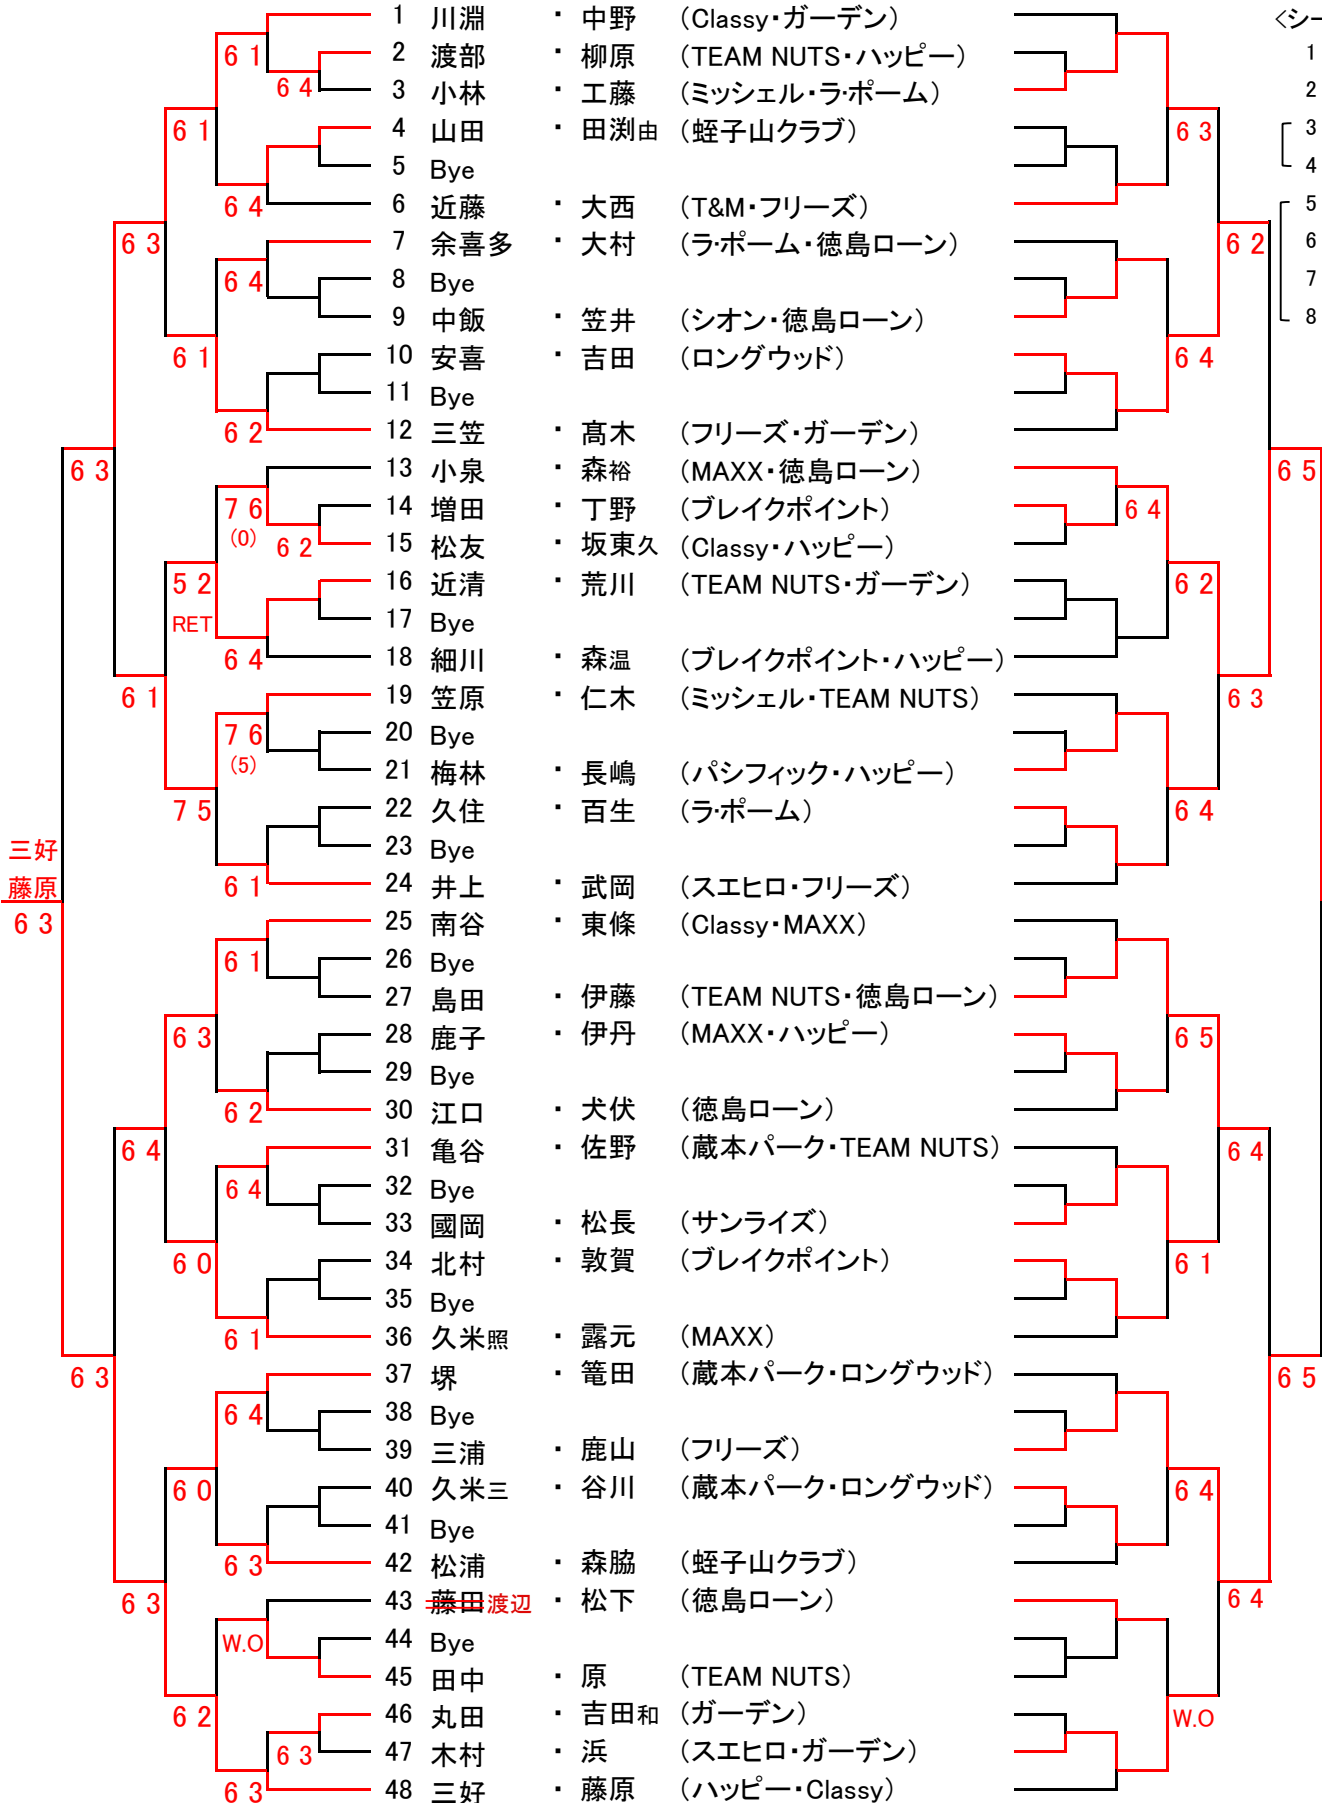 1 川淵 ・ 中野 (Classy・ガーデン) <シー
6 1 2 渡部 ・ 柳原 (TEAM NUTS・ハッピー) 1
6 4 3 小林 ・ 工藤 (ミッシェル・ラ・ポーム) 2
6 1 4 山田 ・ 田渕由 (蛭子山クラブ) 6 3 3
5 Bye 4
6 4 6 近藤 ・ 大西 (T&M・フリーズ) 5
6 3 7 余喜多 ・ 大村 (ラ・ポーム・徳島ローン) 6 2 6
6 4 8 Bye 7
9 中飯 ・ 笠井 (シオン・徳島ローン) 8
6 1 10 安喜 ・ 吉田 (ロングウッド) 6 4
11 Bye
6 2 12 三笠 ・ 髙木 (フリーズ・ガーデン)
6 3 13 小泉 ・ 森裕 (MAXX・徳島ローン) 6 5
7 6 14 増田 ・ 丁野 (ブレイクポイント) 6 4
(0) 6 2 15 松友 ・ 坂東久 (Classy・ハッピー)
5 2 16 近清 ・ 荒川 (TEAM NUTS・ガーデン) 6 2
RET 17 Bye
6 4 18 細川 ・ 森温 (ブレイクポイント・ハッピー)
6 1 19 笠原 ・ 仁木 (ミッシェル・TEAM NUTS) 6 3
7 6 20 Bye
(5) 21 梅林 ・ 長嶋 (パシフィック・ハッピー)
7 5 22 久住 ・ 百生 (ラ・ポーム) 6 4
三好 23 Bye
藤原 6 1 24 井上 ・ 武岡 (スエヒロ・フリーズ)
6 3 25 南谷 ・ 東條 (Classy・MAXX)
6 1 26 Bye
27 島田 ・ 伊藤 (TEAM NUTS・徳島ローン)
6 3 28 鹿子 ・ 伊丹 (MAXX・ハッピー) 6 5
29 Bye
6 2 30 江口 ・ 犬伏 (徳島ローン)
6 4 31 亀谷 ・ 佐野 (蔵本パーク・TEAM NUTS) 6 4
6 4 32 Bye
33 國岡 ・ 松長 (サンライズ)
6 0 34 北村 ・ 敦賀 (ブレイクポイント) 6 1
35 Bye
6 1 36 久米照 ・ 露元 (MAXX)
6 3 37 堺 ・ 篭田 (蔵本パーク・ロングウッド) 6 5
6 4 38 Bye
39 三浦 ・ 鹿山 (フリーズ)
6 0 40 久米三 ・ 谷川 (蔵本パーク・ロングウッド) 6 4
41 Bye
6 3 42 松浦 ・ 森脇 (蛭子山クラブ)
6 3 43 藤田 渡辺 ・ 松下 (徳島ローン) 6 4
W.O 44 Bye
45 田中 ・ 原 (TEAM NUTS)
6 2 46 丸田 ・ 吉田和 (ガーデン) W.O
6 3 47 木村 ・ 浜 (スエヒロ・ガーデン)
6 3 48 三好 ・ 藤原 (ハッピー・Classy)